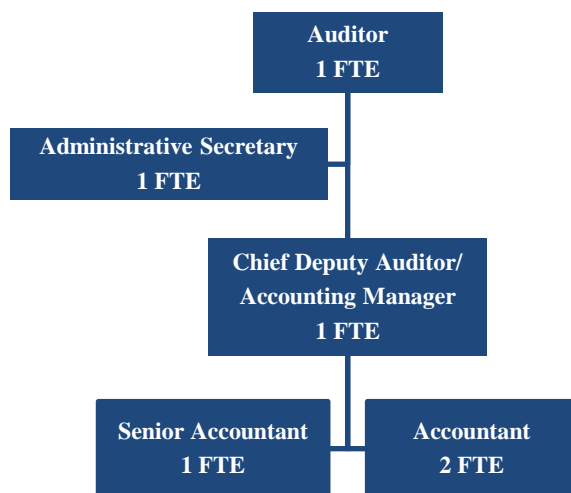 Auditor
1 FTE
Administrative Secretary
1 FTE
Chief Deputy Auditor/
Accounting Manager
1 FTE
Senior Accountant
1 FTE
Accountant
2 FTE